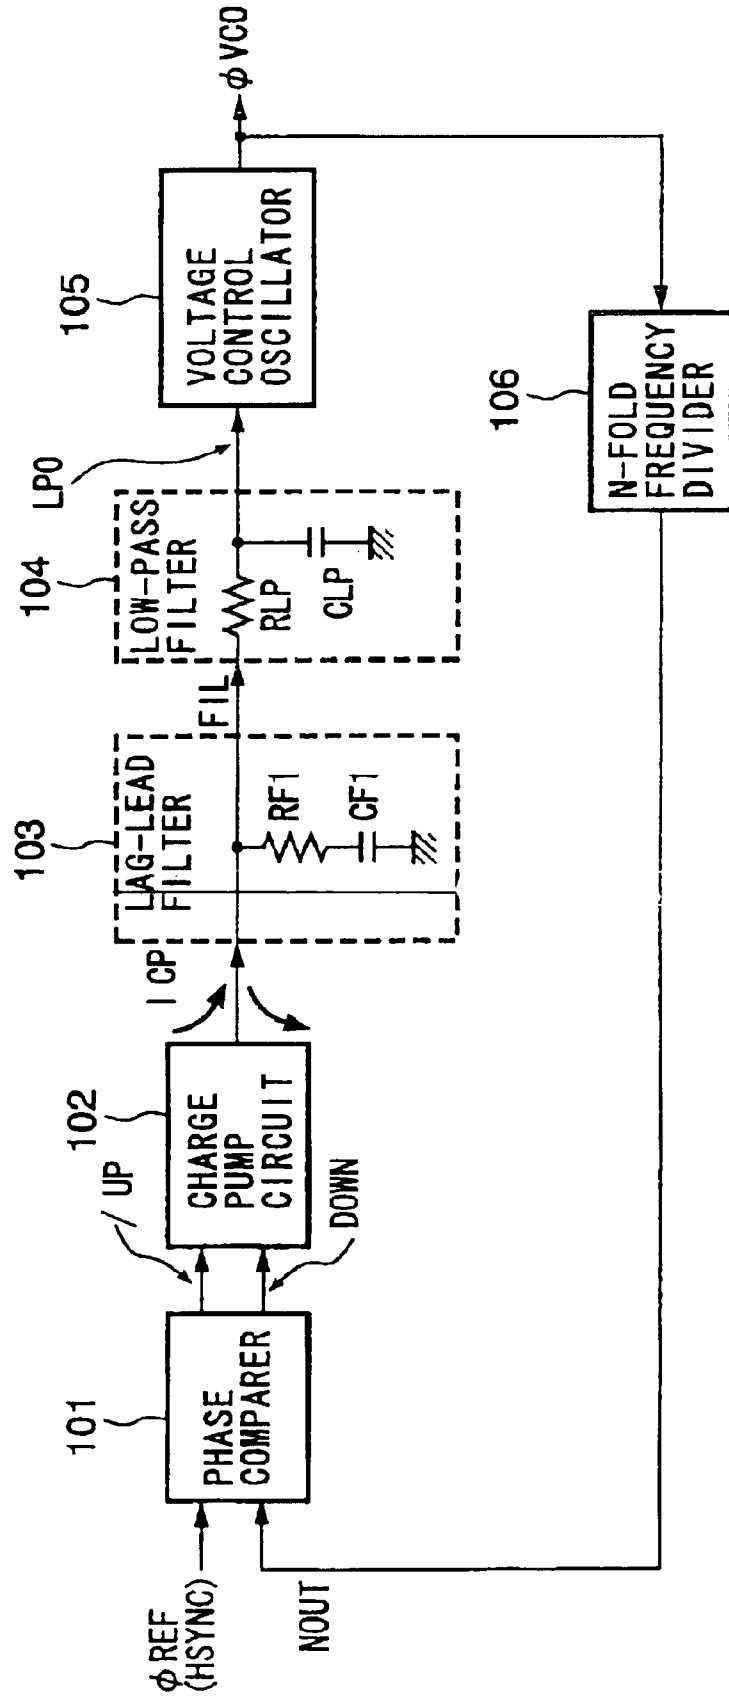 φREF
(HSYNC)
NOUT
101
PHASE
COMPARER
/UP
DOWN
102
CHARGE
PUMP
CIRCUIT
ICP
103
LAG-LEAD
FILTER
RF1
CF1
FIL
104
LOW-PASS
FILTER
RLP
CLP
LPO
105
VOLTAGE
CONTROL
OSCILLATOR
φVCO
106
N-FOLD
FREQUENCY
DIVIDER